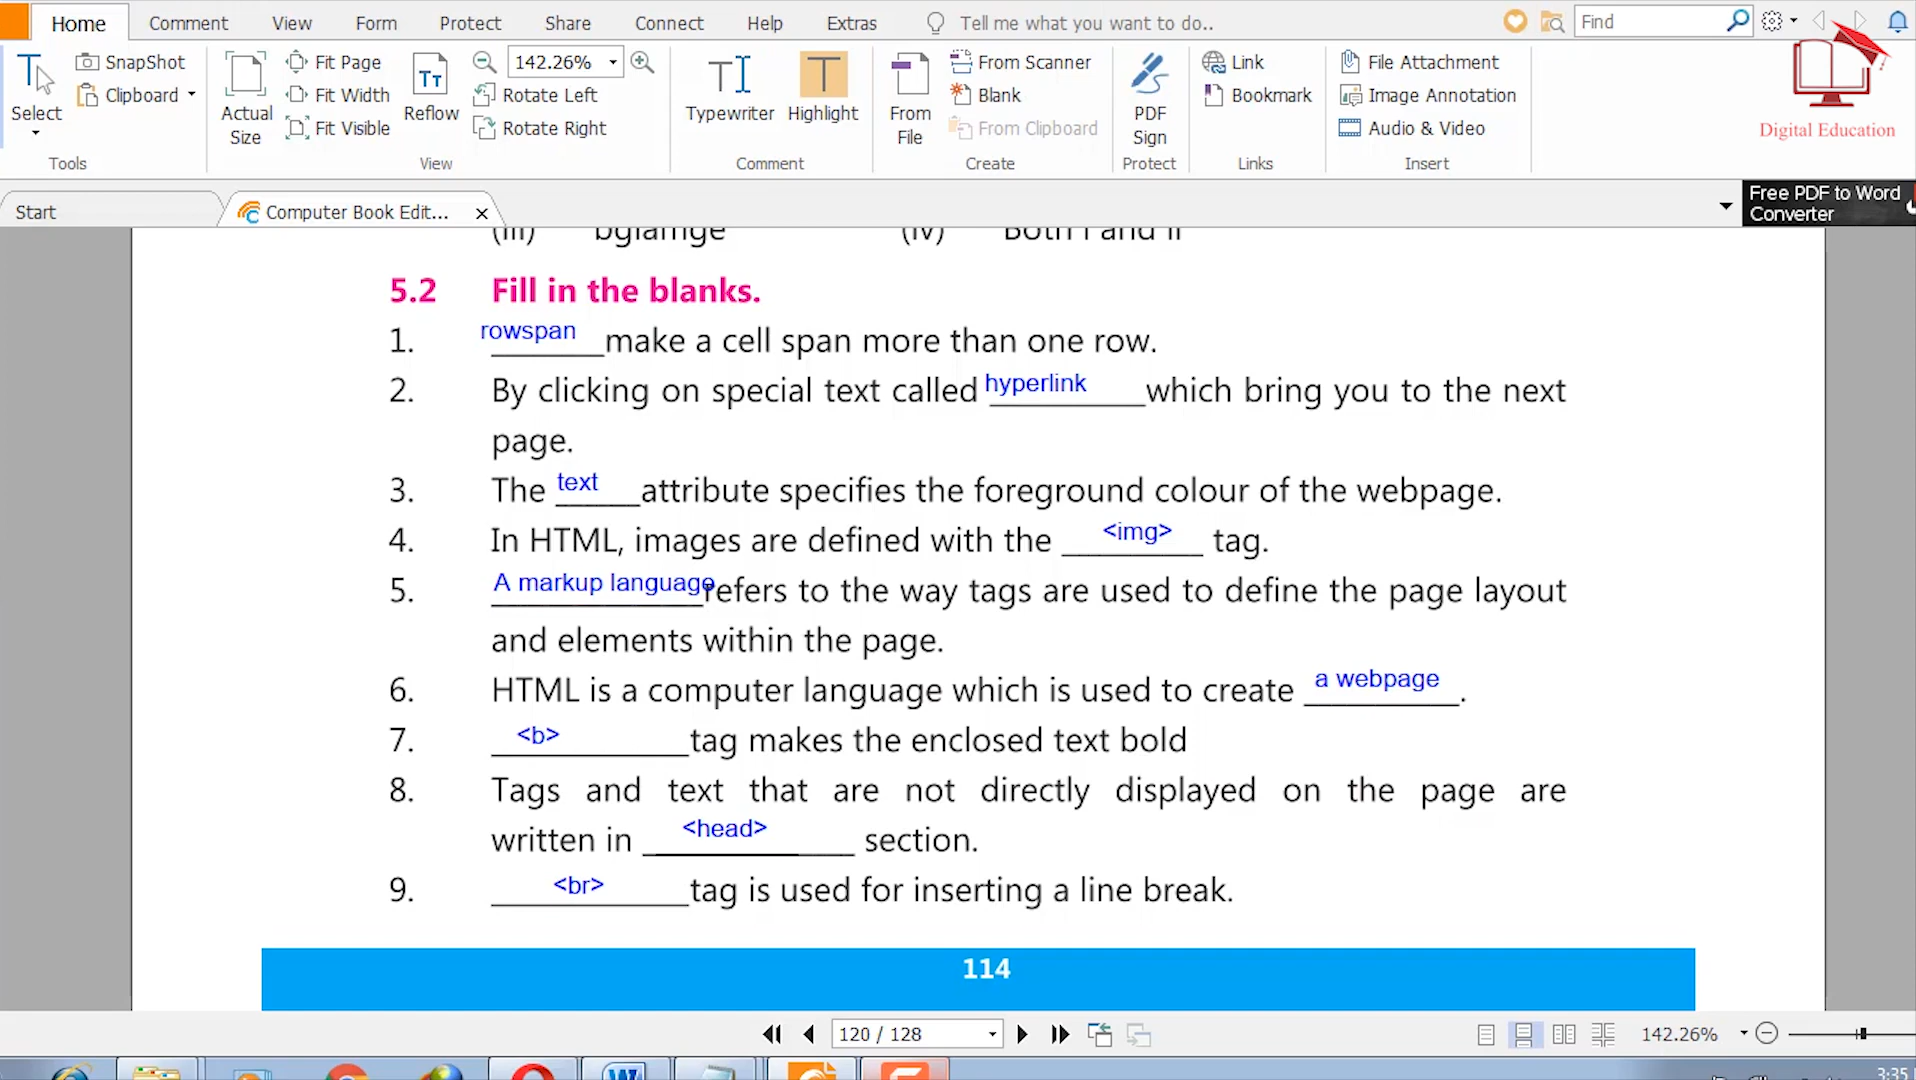 Home Comment View Form Protect Share Connect Help Extras Tell me what you want to do.. Find
SnapShot Fit Page 142.26% From Scanner Link File Attachment
Select Clipboard Actual Size Fit Width Reflow Rotate Left Typewriter Highlight From File Blank PDF Sign Bookmark Image Annotation
Fit Visible Rotate Right From Clipboard Audio & Video
Digital Education
Tools View Comment Create Protect Links Insert
Start Computer Book Edit...
Free PDF to Word
Converter
(iii) bglamge (iv) Both i and ii
5.2 Fill in the blanks.
1. rowspan make a cell span more than one row.
2. By clicking on special text called hyperlink which bring you to the next
page.
3. The text attribute specifies the foreground colour of the webpage.
4. In HTML, images are defined with the <img> tag.
5. A markup language refers to the way tags are used to define the page layout
and elements within the page.
6. HTML is a computer language which is used to create a webpage.
7. <b> tag makes the enclosed text bold
8. Tags and text that are not directly displayed on the page are
written in <head> section.
9. <br> tag is used for inserting a line break.
114
120 / 128 142.26%
3:35